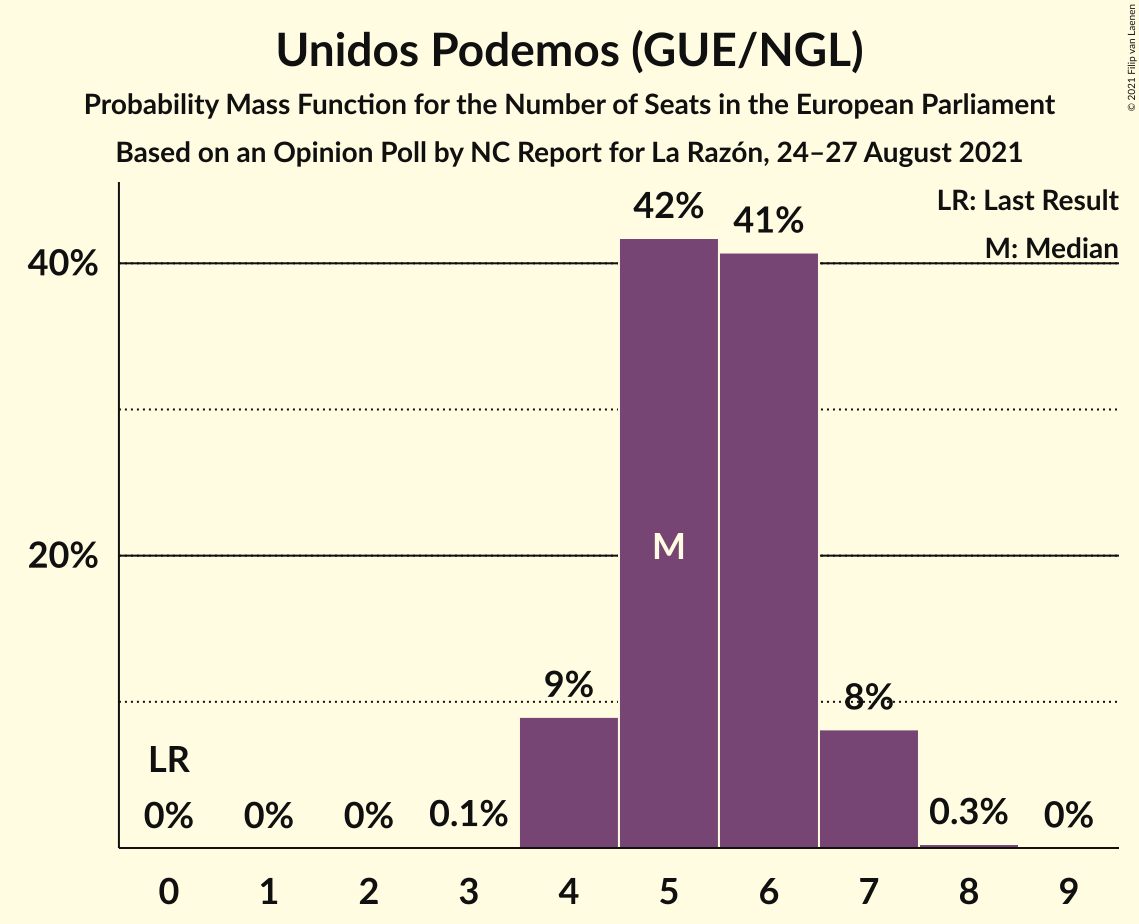 Unidos Podemos (GUE/NGL)
Probability Mass Function for the Number of Seats in the European Parliament
Based on an Opinion Poll by NC Report for La Razón, 24–27 August 2021
© 2021 Filip van Laenen
LR: Last Result
M: Median
40%
20%
LR
0%
0%
0%
0.1%
9%
42%
M
41%
8%
0.3%
0%
0 1 2 3 4 5 6 7 8 9